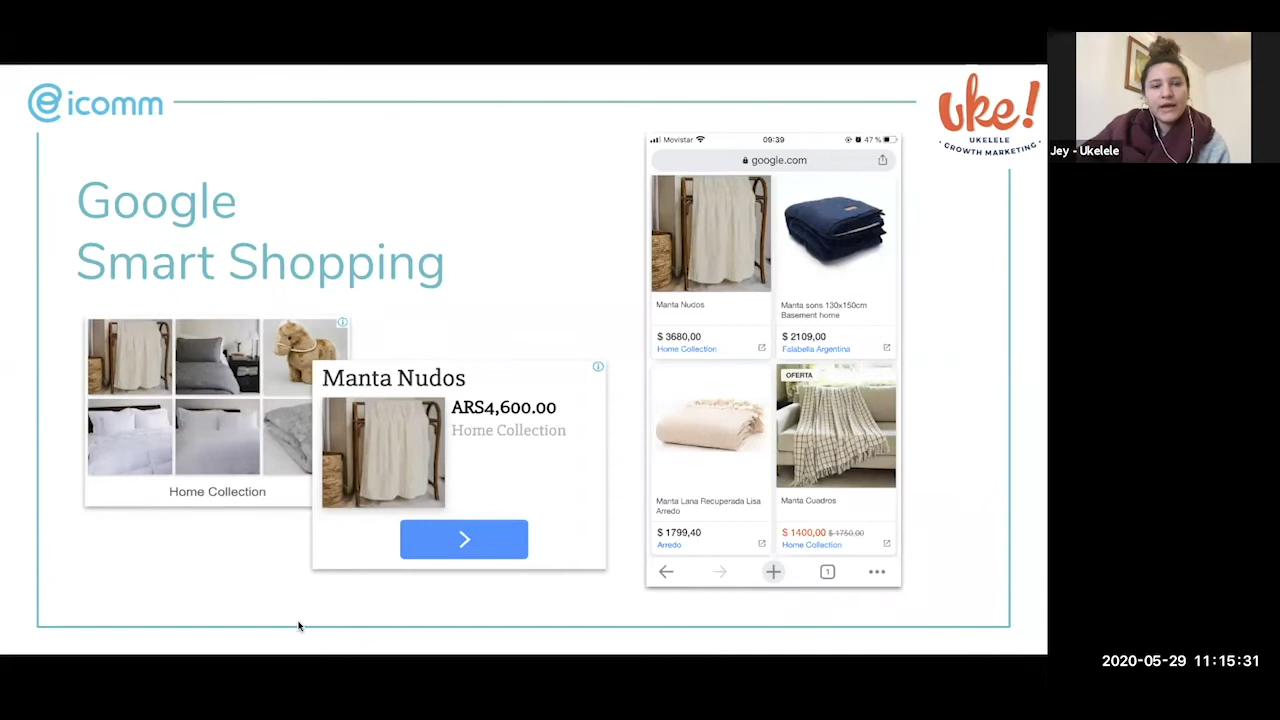 icomm
uke!
UKELELE
· GROWTH MARKETING ·
Jey - Ukelele
Google
Smart Shopping
Home Collection
Manta Nudos
ARS4,600.00
Home Collection
Movistar 09:39 47 %
google.com
Manta Nudos
$ 3680,00
Home Collection
Manta sons 130x150cm
Basement home
$ 2109,00
Falabella Argentina
Manta Lana Recuperada Lisa
Arredo
$ 1799,40
Arredo
OFERTA
Manta Cuadros
$ 1400,00 $ 1750.00
Home Collection
1
2020-05-29 11:15:31